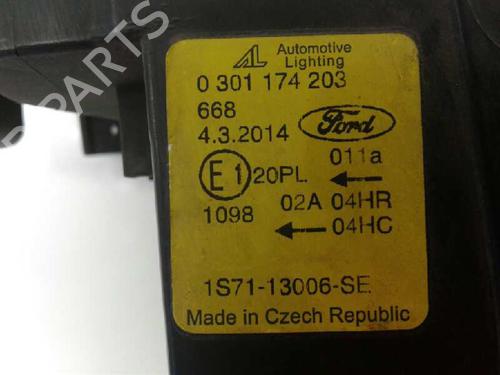 AL Automotive
Lighting
0 301 174 203
668
4.3.2014 Ford
011a
E1 20PL
1098 02A 04HR
04HC
1S71-13006-SE
Made in Czech Republic
PARTS